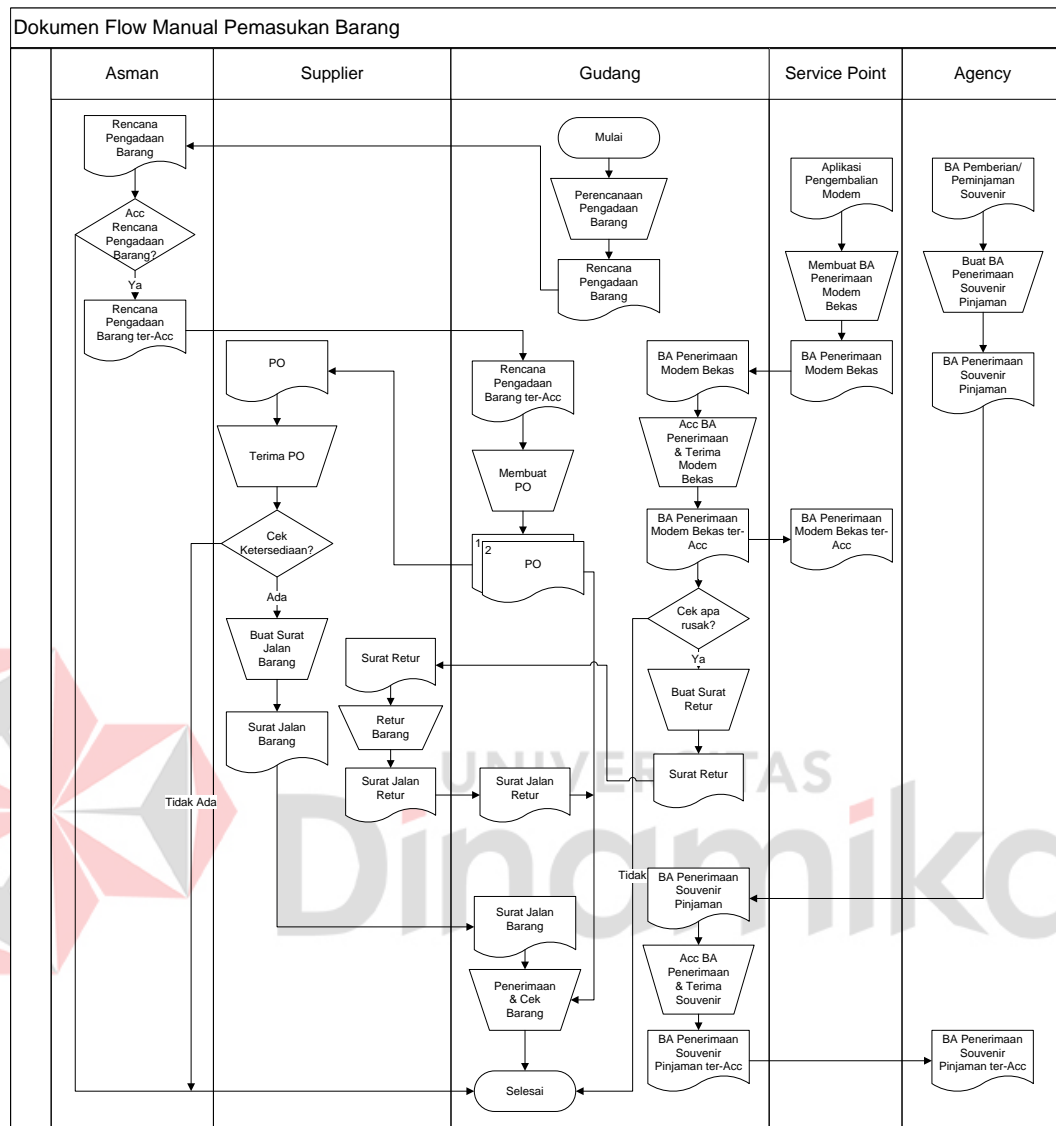 Dokumen Flow Manual Pemasukan Barang
Asman
Supplier
Gudang
Service Point
Agency
Rencana
Pengadaan
Barang
Acc
Rencana
Pengadaan
Barang?
Ya
Rencana
Pengadaan
Barang ter-Acc
PO
Terima PO
Cek
Ketersediaan?
Ada
Buat Surat
Jalan
Barang
Surat Jalan
Barang
Tidak Ada
Surat Retur
Retur
Barang
Surat Jalan
Retur
Mulai
Perencanaan
Pengadaan
Barang
Rencana
Pengadaan
Barang
Rencana
Pengadaan
Barang ter-Acc
Membuat
PO
1
2
PO
Surat Jalan
Retur
Surat Jalan
Barang
Penerimaan
& Cek
Barang
Selesai
BA Penerimaan
Modem Bekas
Acc BA
Penerimaan
& Terima
Modem
Bekas
BA Penerimaan
Modem Bekas ter-
Acc
Cek apa
rusak?
Ya
Buat Surat
Retur
Surat Retur
Tidak
BA Penerimaan
Souvenir
Pinjaman
Acc BA
Penerimaan
& Terima
Souvenir
BA Penerimaan
Souvenir
Pinjaman ter-Acc
Aplikasi
Pengembalian
Modem
Membuat BA
Penerimaan
Modem
Bekas
BA Penerimaan
Modem Bekas
BA Penerimaan
Modem Bekas ter-
Acc
BA Pemberian/
Peminjaman
Souvenir
Buat BA
Penerimaan
Souvenir
Pinjaman
BA Penerimaan
Souvenir
Pinjaman
BA Penerimaan
Souvenir
Pinjaman ter-Acc
UNIVERSITAS
Dinamika